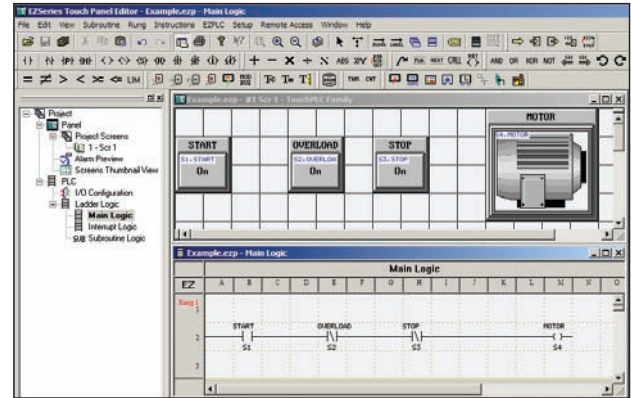 EZSeries Touch Panel Editor - Example.ezp - Main Logic
File Edit View Subroutine Rung Instructions EZPLC Setup Remote Access Window Help
AND OR XOR NOT
LIM
Example.ezp - #1 Scr 1 - TouchPLC Family
Project
Panel
Project Screens
1 - Scr 1
Alarm Preview
Screens Thumbnail View
PLC
I/O Configuration
Ladder Logic
Main Logic
Interrupt Logic
SUB Subroutine Logic
START
S1.START
On
OVERLOAD
S2.OVERLOA
On
STOP
S3.STOP
On
MOTOR
S4.MOTOR
Example.ezp - Main Logic
Main Logic
EZ A B C D E F G H I J K L M N O
Rung 1
1
START OVERLOAD STOP MOTOR
2
S1 S2 S3 S4
3